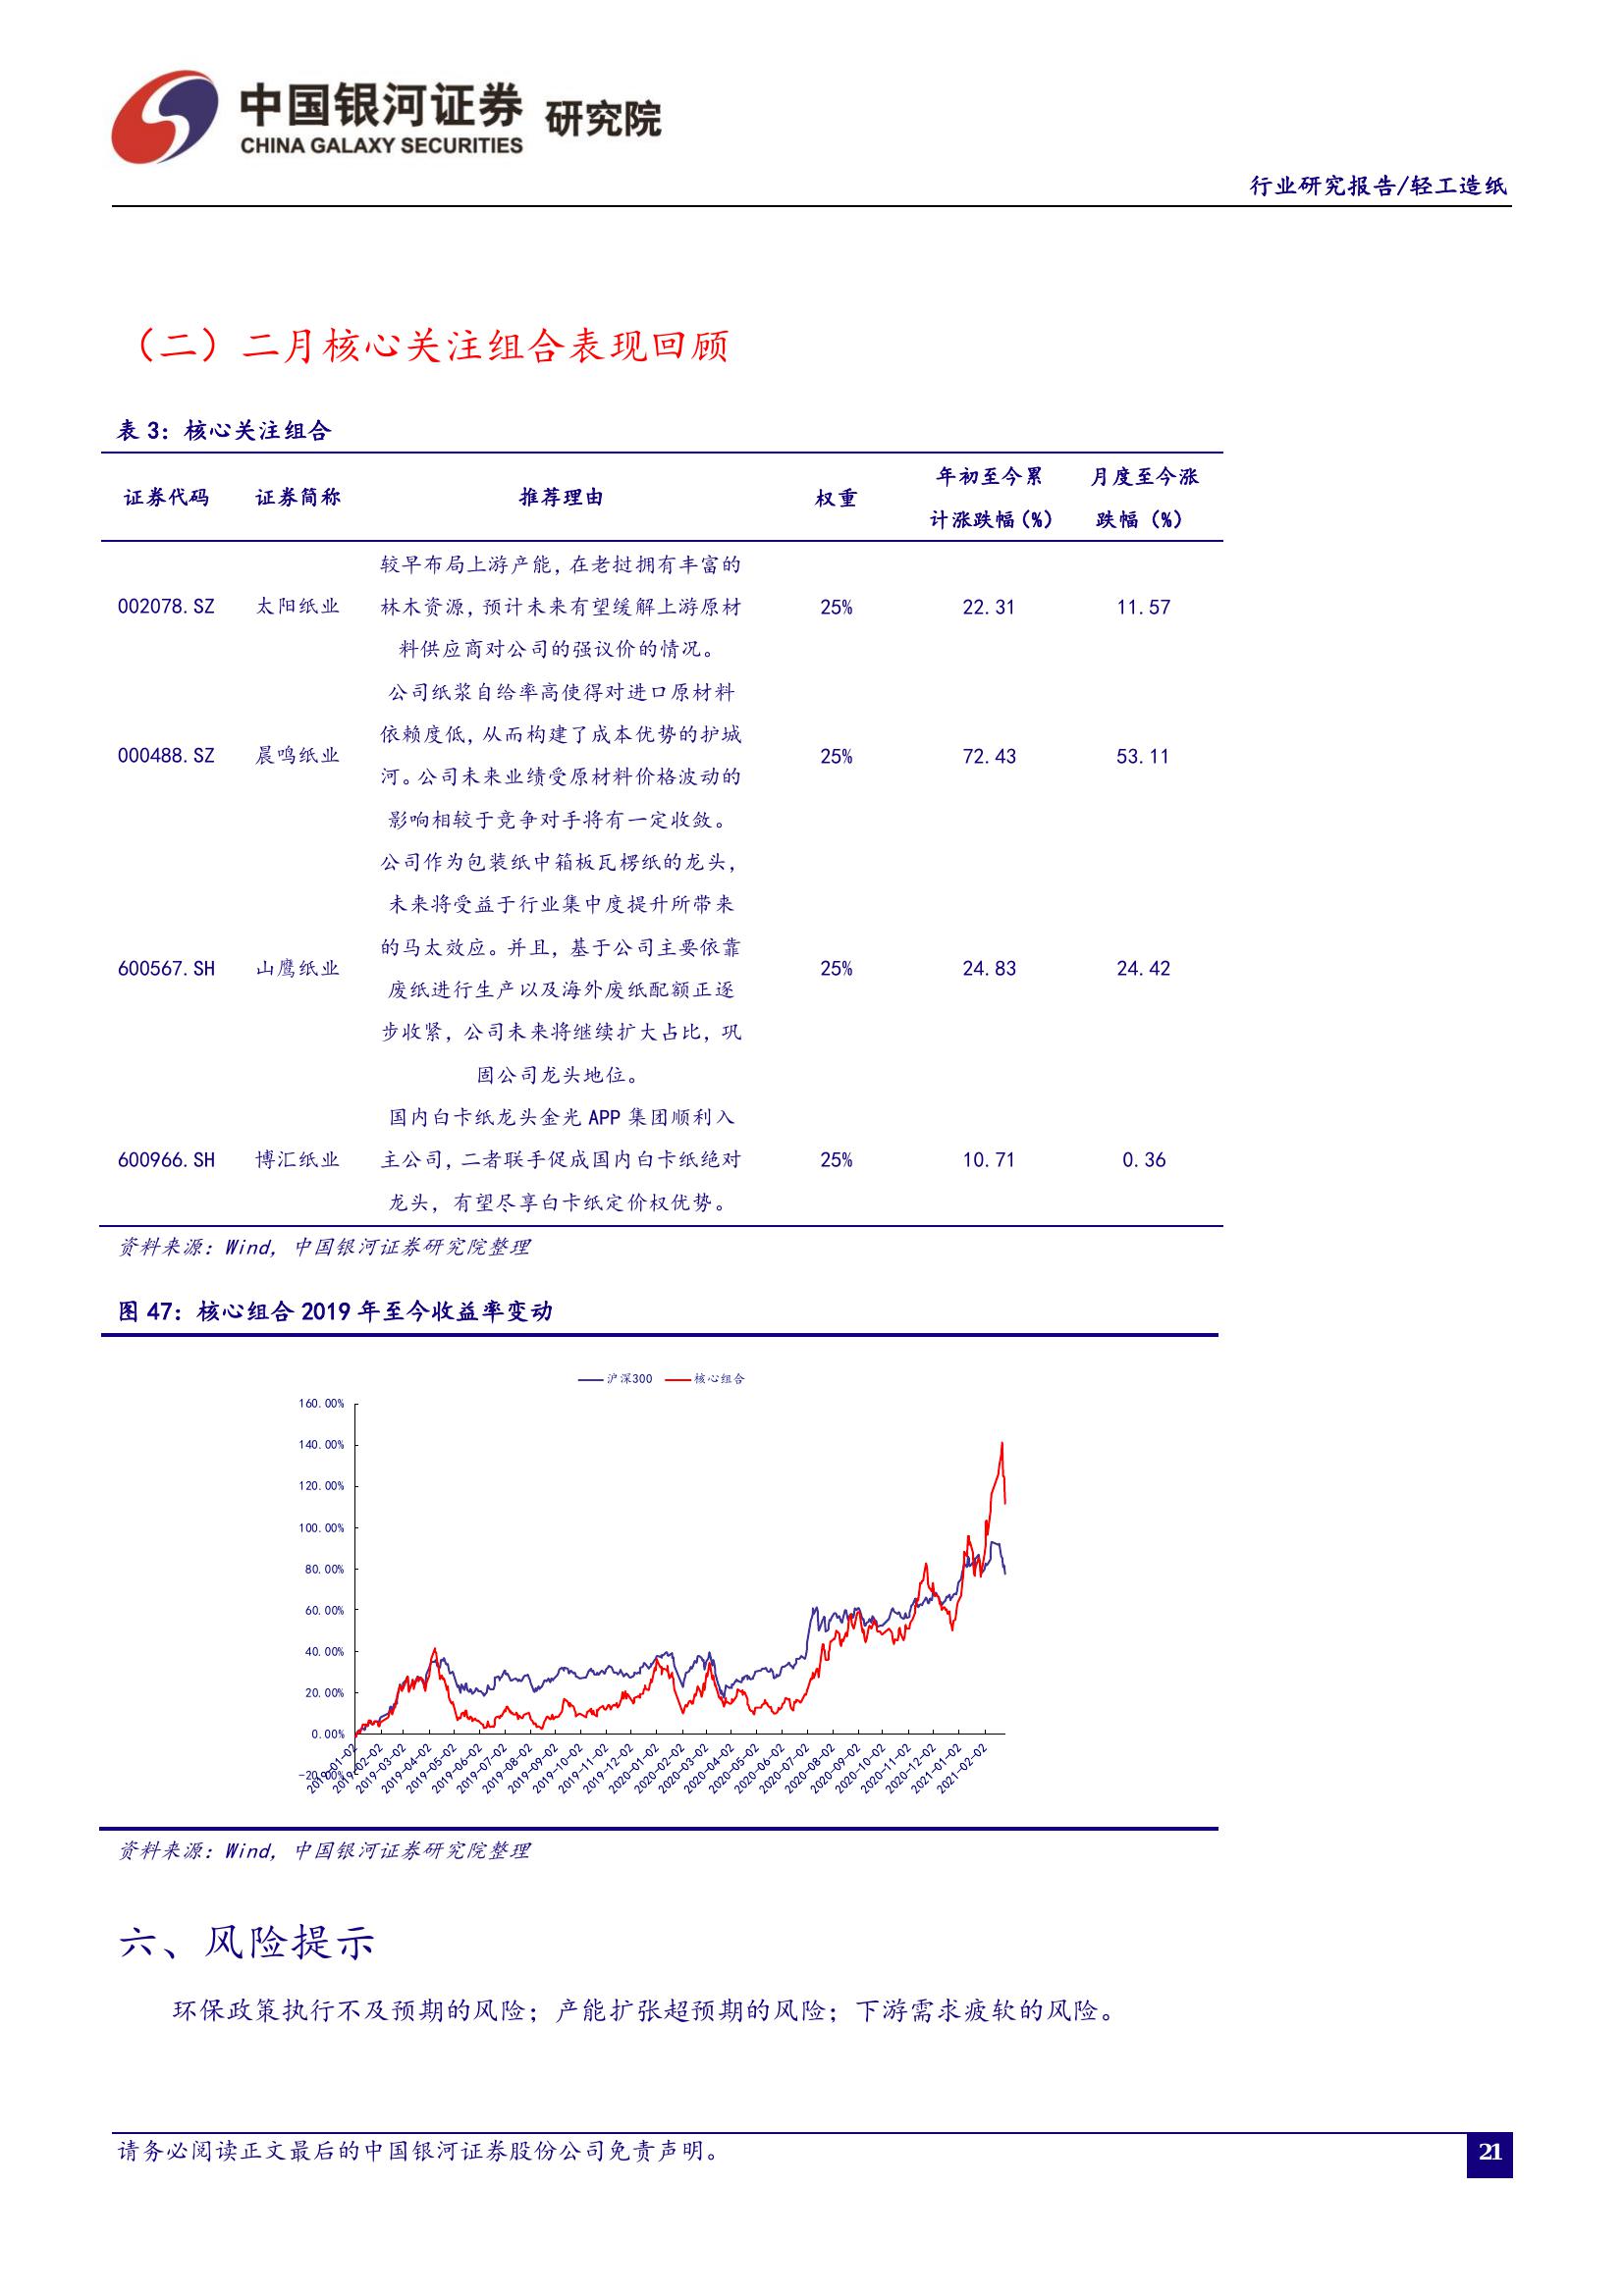 中国银河证券 研究院
CHINA GALAXY SECURITIES
行业研究报告/轻工造纸
（二）二月核心关注组合表现回顾
表 3：核心关注组合
证券代码 证券简称 推荐理由 权重 年初至今累计涨跌幅(%) 月度至今涨跌幅 (%)
较早布局上游产能，在老挝拥有丰富的
002078.SZ 太阳纸业 林木资源，预计未来有望缓解上游原材 25% 22.31 11.57
料供应商对公司的强议价的情况。
公司纸浆自给率高使得对进口原材料
依赖度低，从而构建了成本优势的护城
000488.SZ 晨鸣纸业 25% 72.43 53.11
河。公司未来业绩受原材料价格波动的
影响相较于竞争对手将有一定收敛。
公司作为包装纸中箱板瓦楞纸的龙头，
未来将受益于行业集中度提升所带来
的马太效应。并且，基于公司主要依靠
600567.SH 山鹰纸业 25% 24.83 24.42
废纸进行生产以及海外废纸配额正逐
步收紧，公司未来将继续扩大占比，巩
固公司龙头地位。
国内白卡纸龙头金光 APP 集团顺利入
600966.SH 博汇纸业 主公司，二者联手促成国内白卡纸绝对 25% 10.71 0.36
龙头，有望尽享白卡纸定价权优势。
资料来源：Wind，中国银河证券研究院整理
图 47：核心组合 2019 年至今收益率变动
沪深300 核心组合
160.00%
140.00%
120.00%
100.00%
80.00%
60.00%
40.00%
20.00%
0.00%
-20.00%
2019-01-02 2019-02-02 2019-03-02 2019-04-02 2019-05-02 2019-06-02 2019-07-02 2019-08-02 2019-09-02 2019-10-02 2019-11-02 2019-12-02 2020-01-02 2020-02-02 2020-03-02 2020-04-02 2020-05-02 2020-06-02 2020-07-02 2020-08-02 2020-09-02 2020-10-02 2020-11-02 2020-12-02 2021-01-02 2021-02-02
资料来源：Wind，中国银河证券研究院整理
六、风险提示
环保政策执行不及预期的风险；产能扩张超预期的风险；下游需求疲软的风险。
请务必阅读正文最后的中国银河证券股份公司免责声明。
21